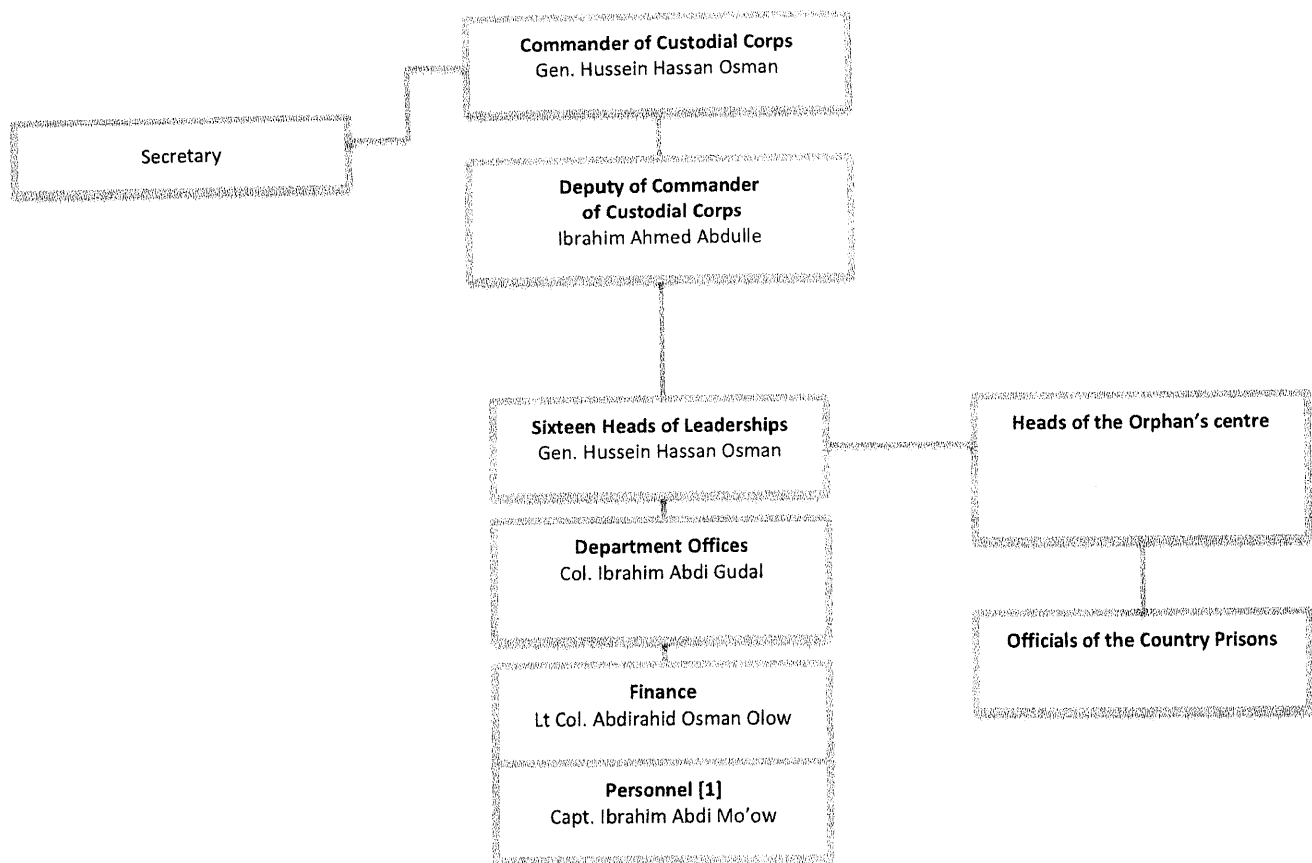 Commander of Custodial Corps
Gen. Hussein Hassan Osman
Secretary
Deputy of Commander
of Custodial Corps
Ibrahim Ahmed Abdulle
Sixteen Heads of Leaderships
Gen. Hussein Hassan Osman
Heads of the Orphan's centre
Department Offices
Col. Ibrahim Abdi Gudal
Officials of the Country Prisons
Finance
Lt Col. Abdirahid Osman Olow
Personnel [1]
Capt. Ibrahim Abdi Mo'ow